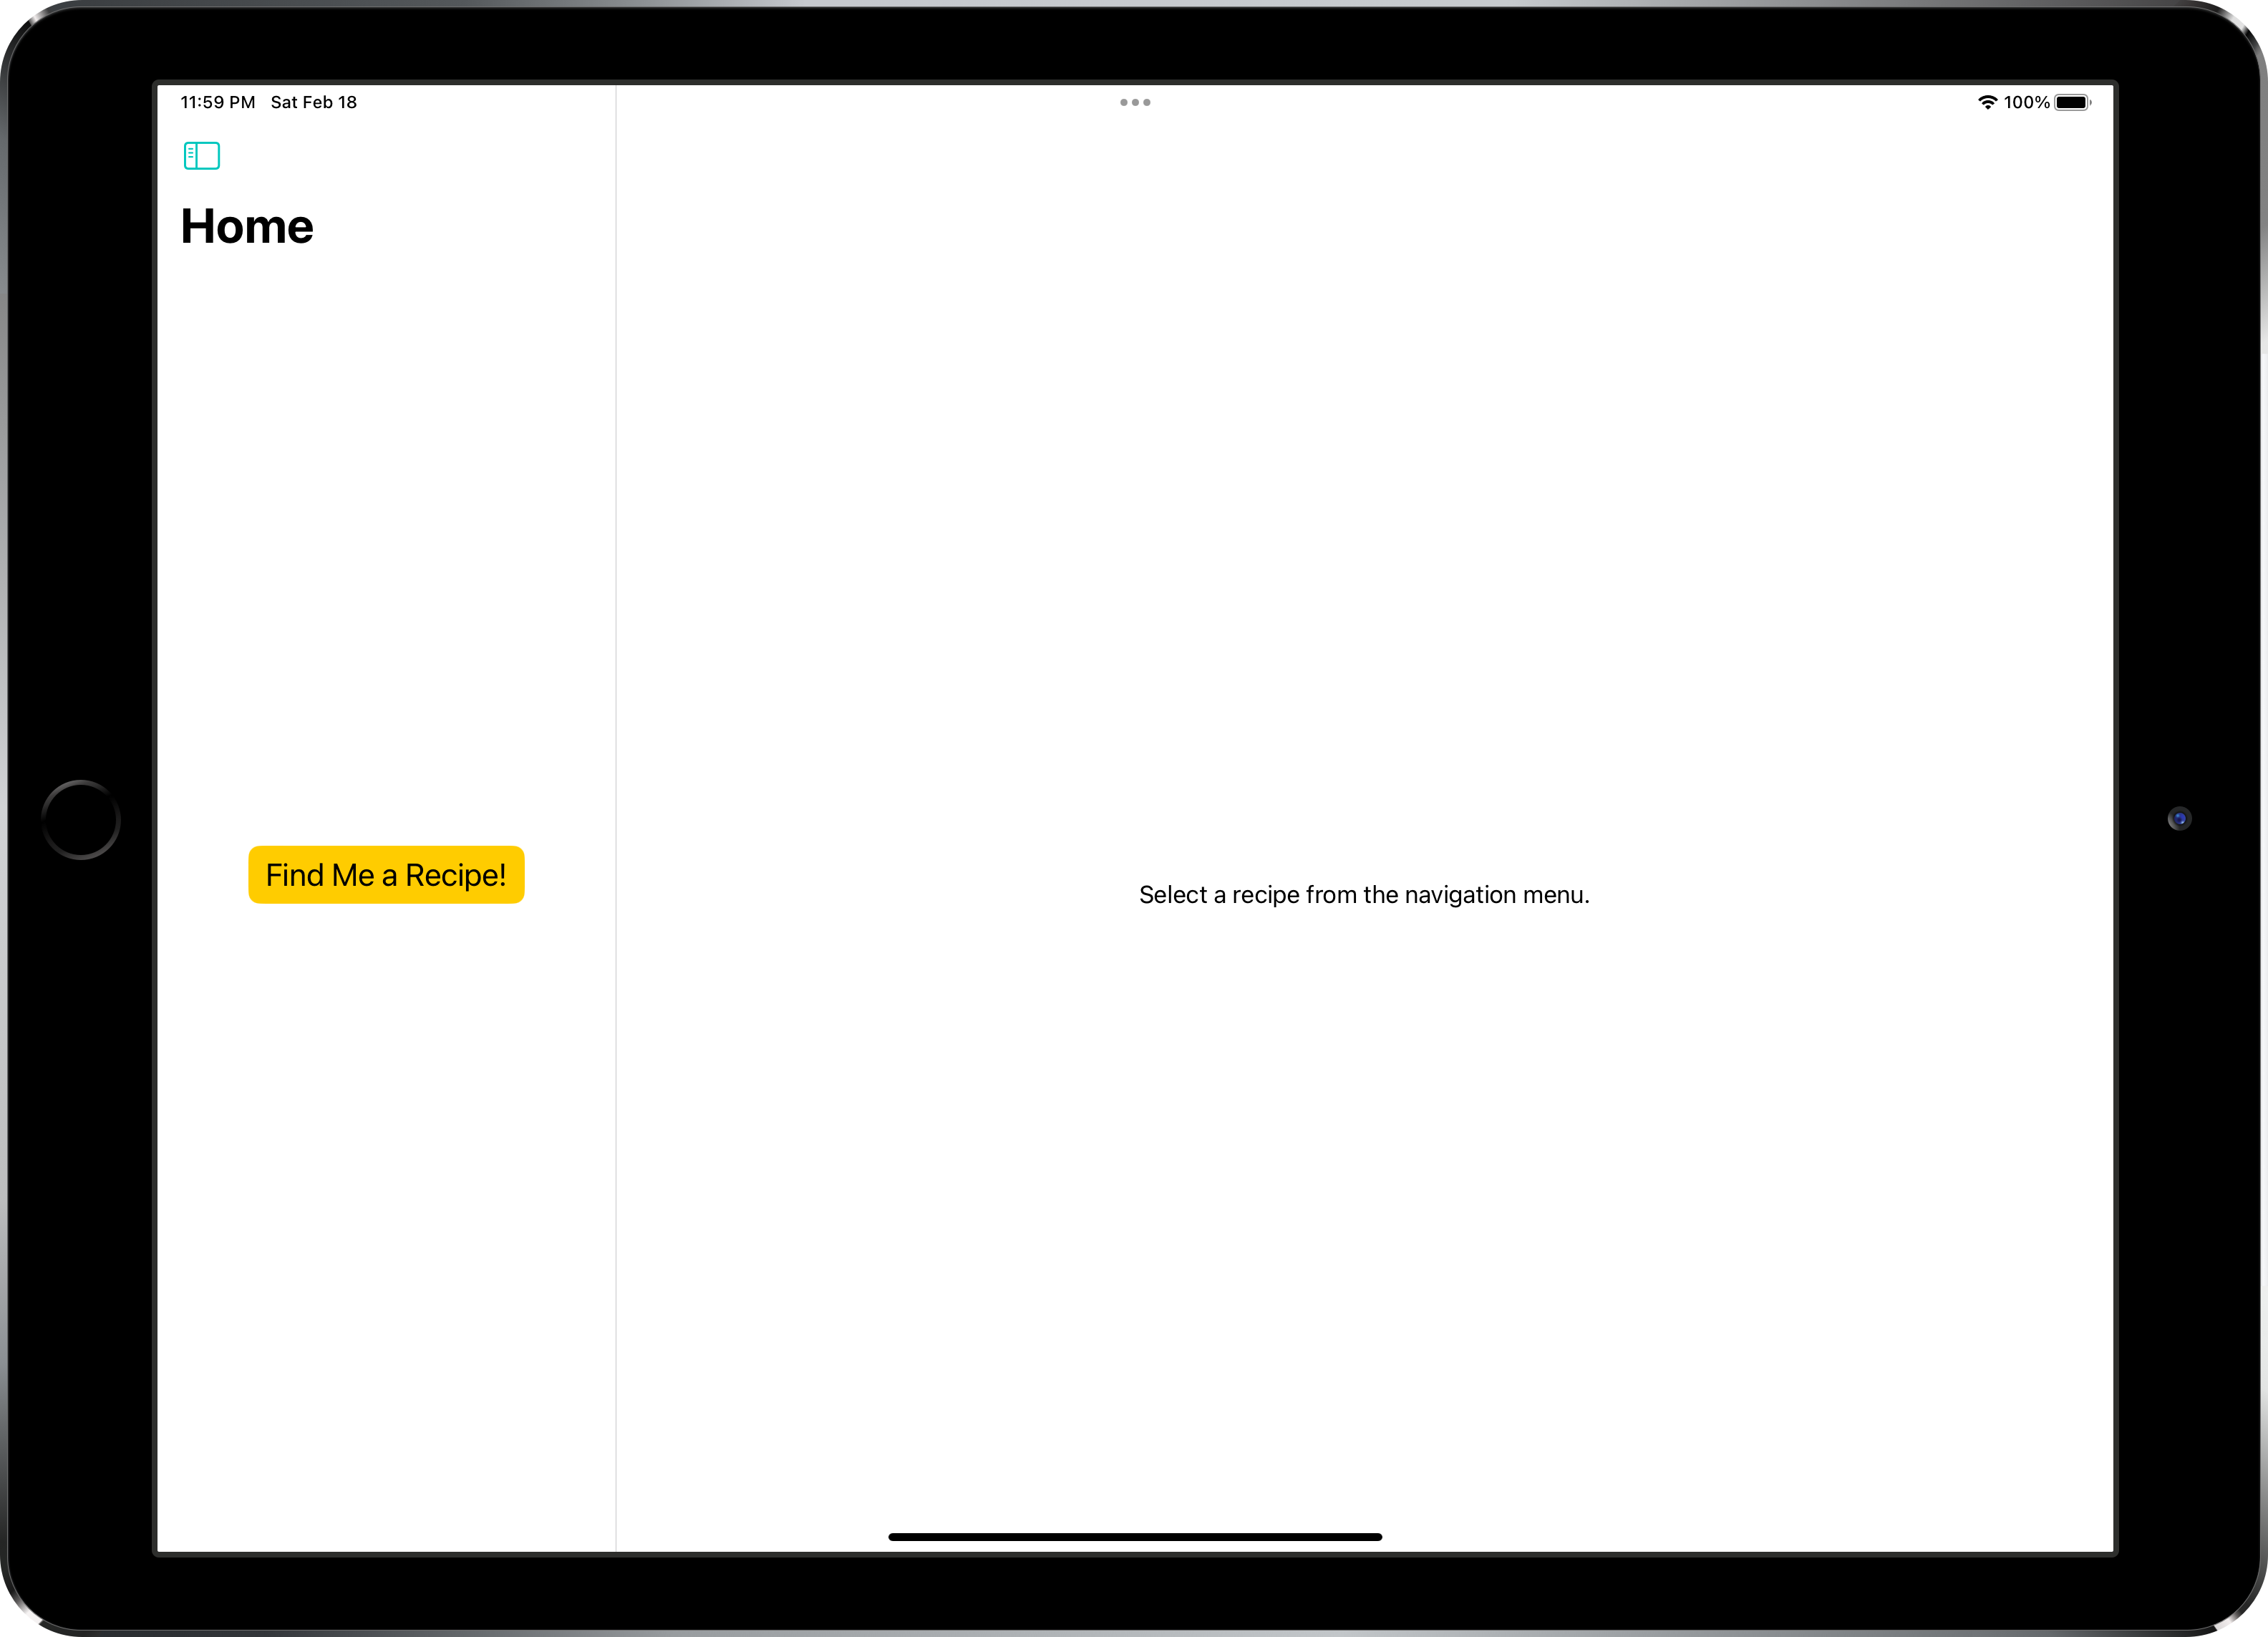 11:59 PM Sat Feb 18
100%
Home
Find Me a Recipe!
Select a recipe from the navigation menu.